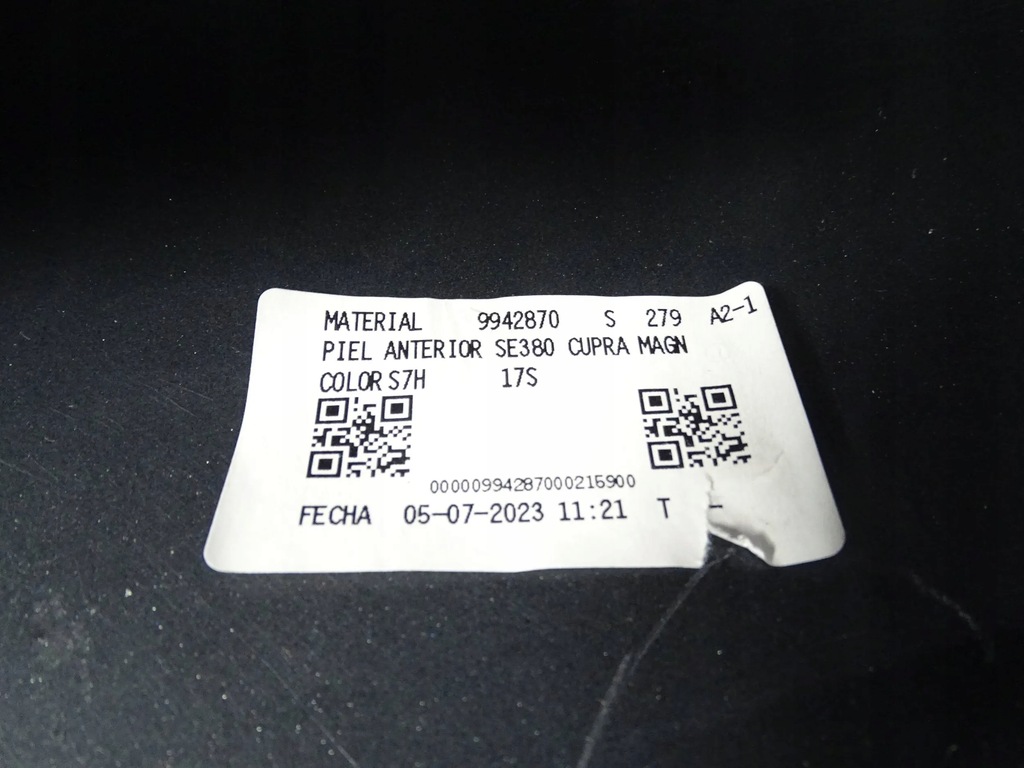 MATERIAL 9942870 S 279 A2-1
PIEL ANTERIOR SE380 CUPRA MAGN
COLOR S7H 17S
00000994287000215900
FECHA 05-07-2023 11:21 T -